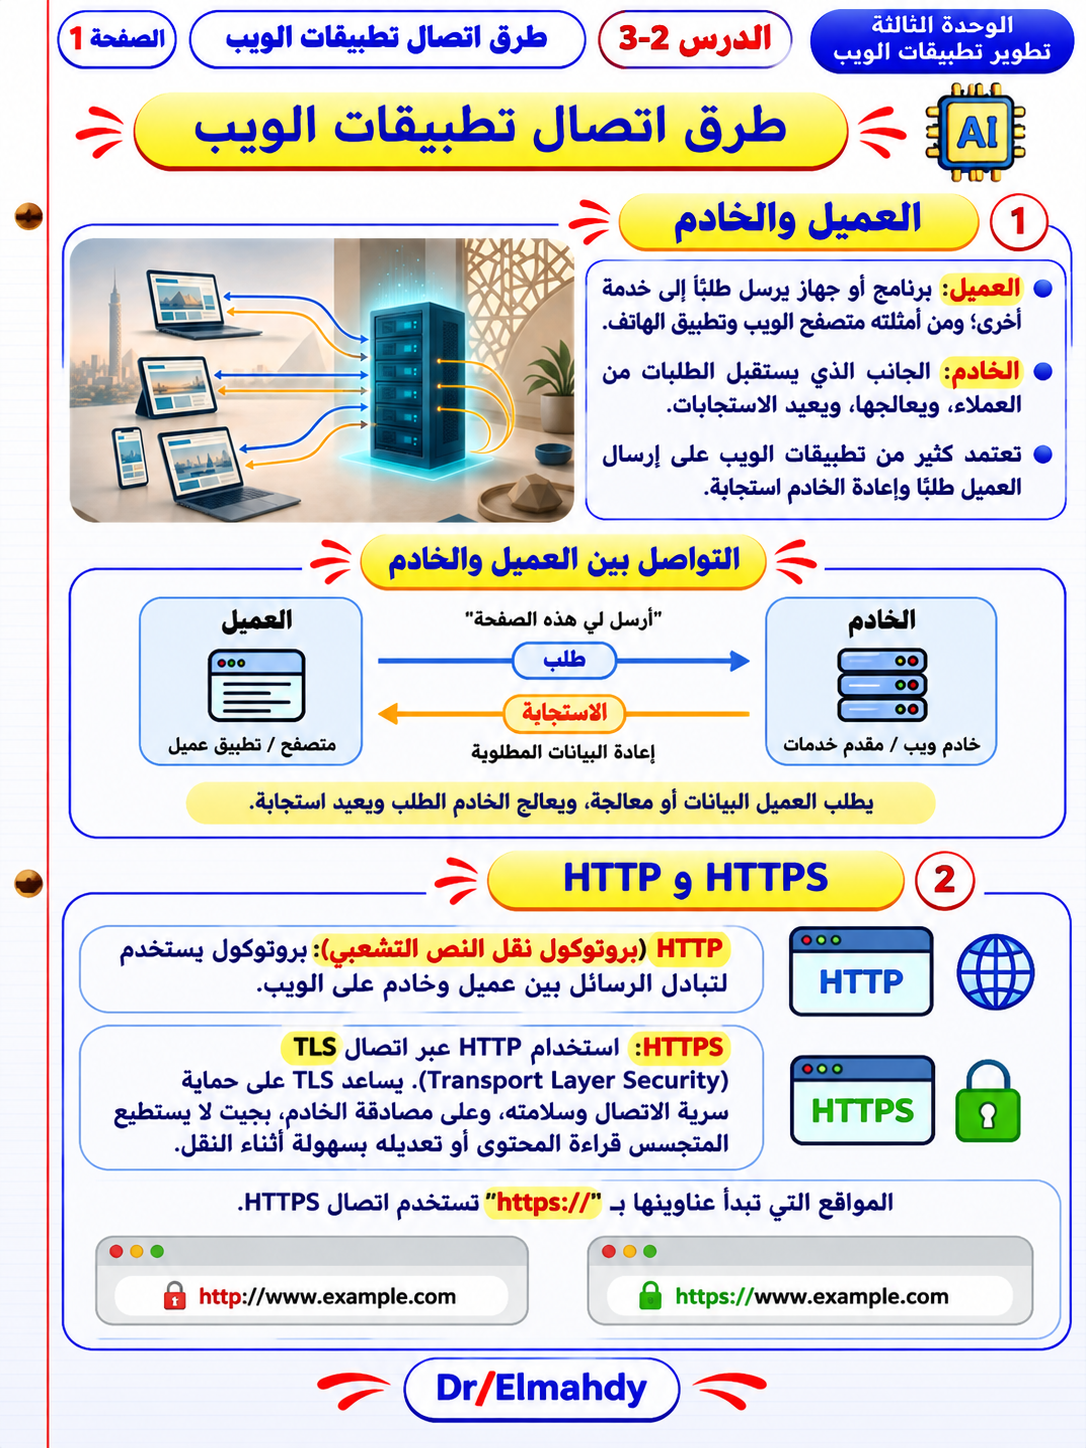 الوحدة الثالثة
تطوير تطبيقات الويب
الدرس 2-3
طرق اتصال تطبيقات الويب
الصفحة 1
طرق اتصال تطبيقات الويب
AI
1
العميل والخادم
العميل: برنامج أو جهاز يرسل طلبًا إلى خدمة
أخرى؛ ومن أمثلته متصفح الويب وتطبيق الهاتف.
الخادم: الجانب الذي يستقبل الطلبات من
العملاء، ويعالجها، ويعيد الاستجابات.
تعتمد كثير من تطبيقات الويب على إرسال
العميل طلبًا وإعادة الخادم استجابة.
التواصل بين العميل والخادم
الخادم
خادم ويب / مقدم خدمات
"أرسل لي هذه الصفحة"
طلب
الاستجابة
إعادة البيانات المطلوبة
العميل
متصفح / تطبيق عميل
يطلب العميل البيانات أو معالجة، ويعالج الخادم الطلب ويعيد استجابة.
2
HTTP و HTTPS
HTTP
HTTP (بروتوكول نقل النص التشعبي): بروتوكول يستخدم
لتبادل الرسائل بين عميل وخادم على الويب.
HTTPS
HTTPS: استخدام HTTP عبر اتصال TLS
(Transport Layer Security). يساعد TLS على حماية
سرية الاتصال وسلامته، وعلى مصادقة الخادم، بجيت لا يستطيع
المتجسس قراءة المحتوى أو تعديله بسهولة أثناء النقل.
المواقع التي تبدأ عناوينها بـ "https://" تستخدم اتصال HTTPS.
https://www.example.com
http://www.example.com
Dr/Elmahdy